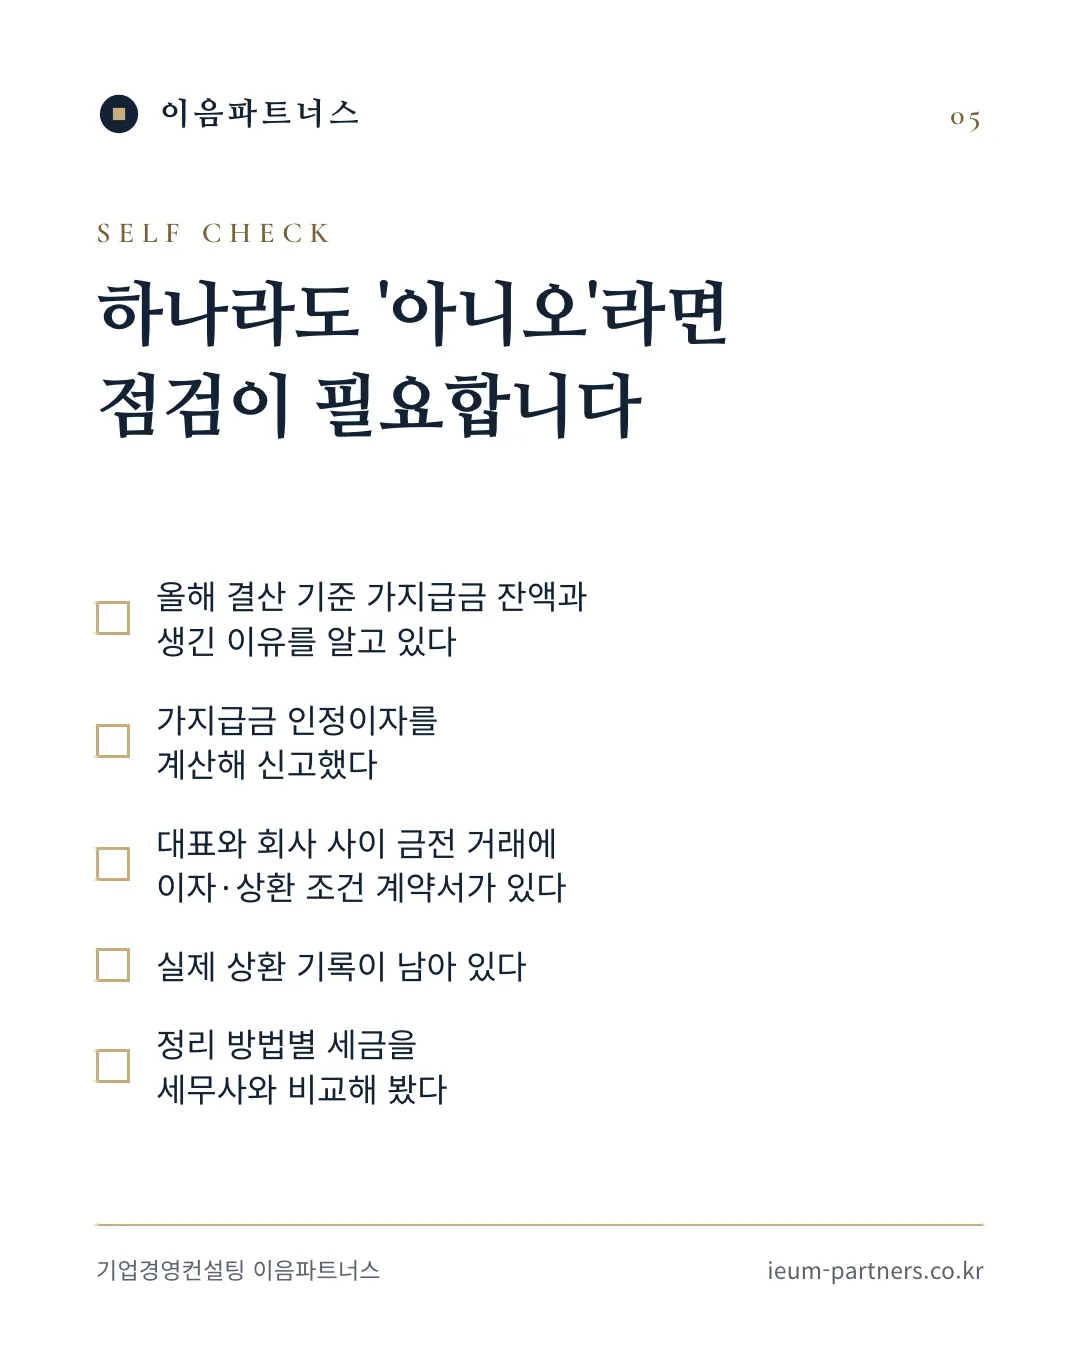 이음파트너스
05
SELF CHECK
하나라도 '아니오'라면
점검이 필요합니다
올해 결산 기준 가지급금 잔액과
생긴 이유를 알고 있다
가지급금 인정이자를
계산해 신고했다
대표와 회사 사이 금전 거래에
이자·상환 조건 계약서가 있다
실제 상환 기록이 남아 있다
정리 방법별 세금을
세무사와 비교해 봤다
기업경영컨설팅 이음파트너스
ieum-partners.co.kr